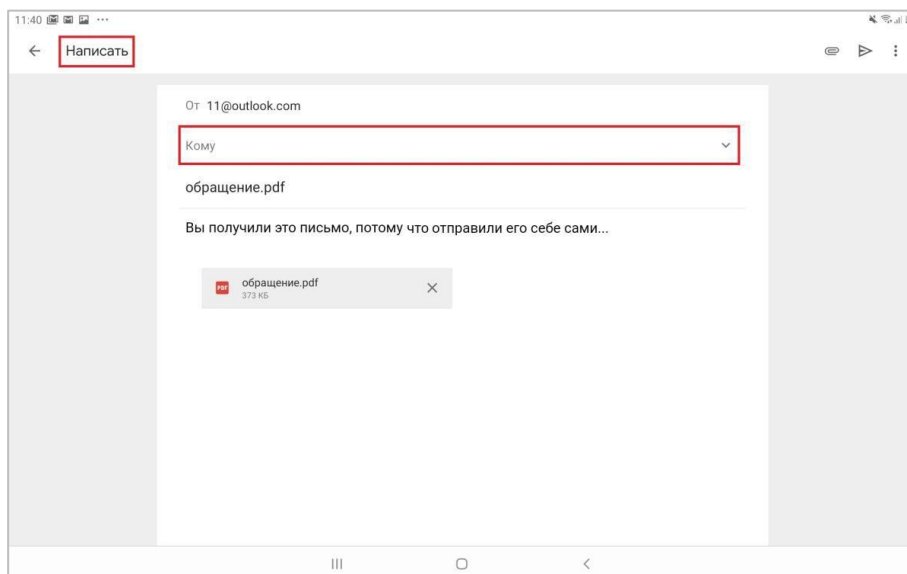 11:40
Написать
От 11@outlook.com
Кому
обращение.pdf
Вы получили это письмо, потому что отправили его себе сами...
PDF обращение.pdf
373 КБ